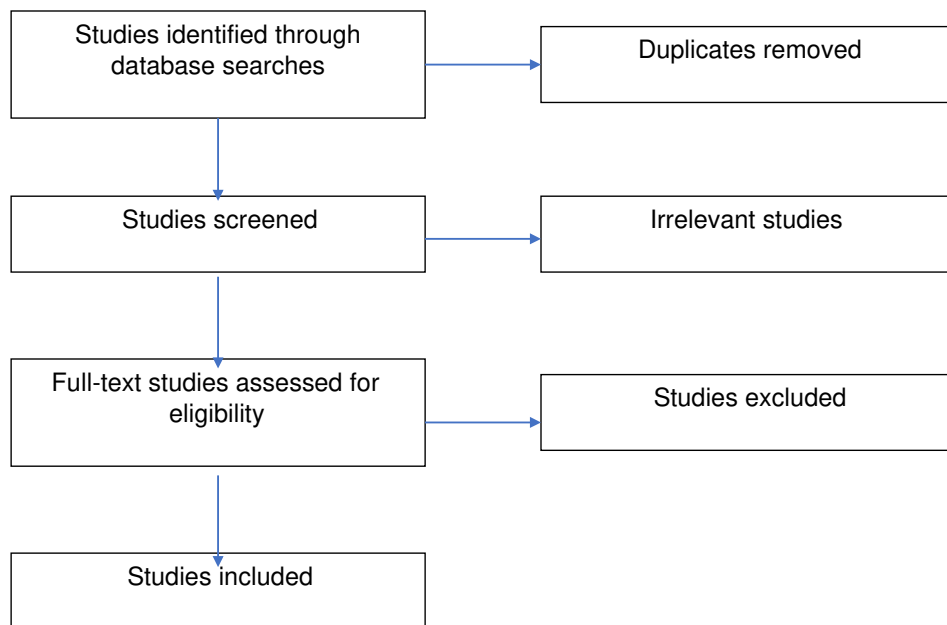 Studies identified through
database searches
Duplicates removed
Studies screened
Irrelevant studies
Full-text studies assessed for
eligibility
Studies excluded
Studies included